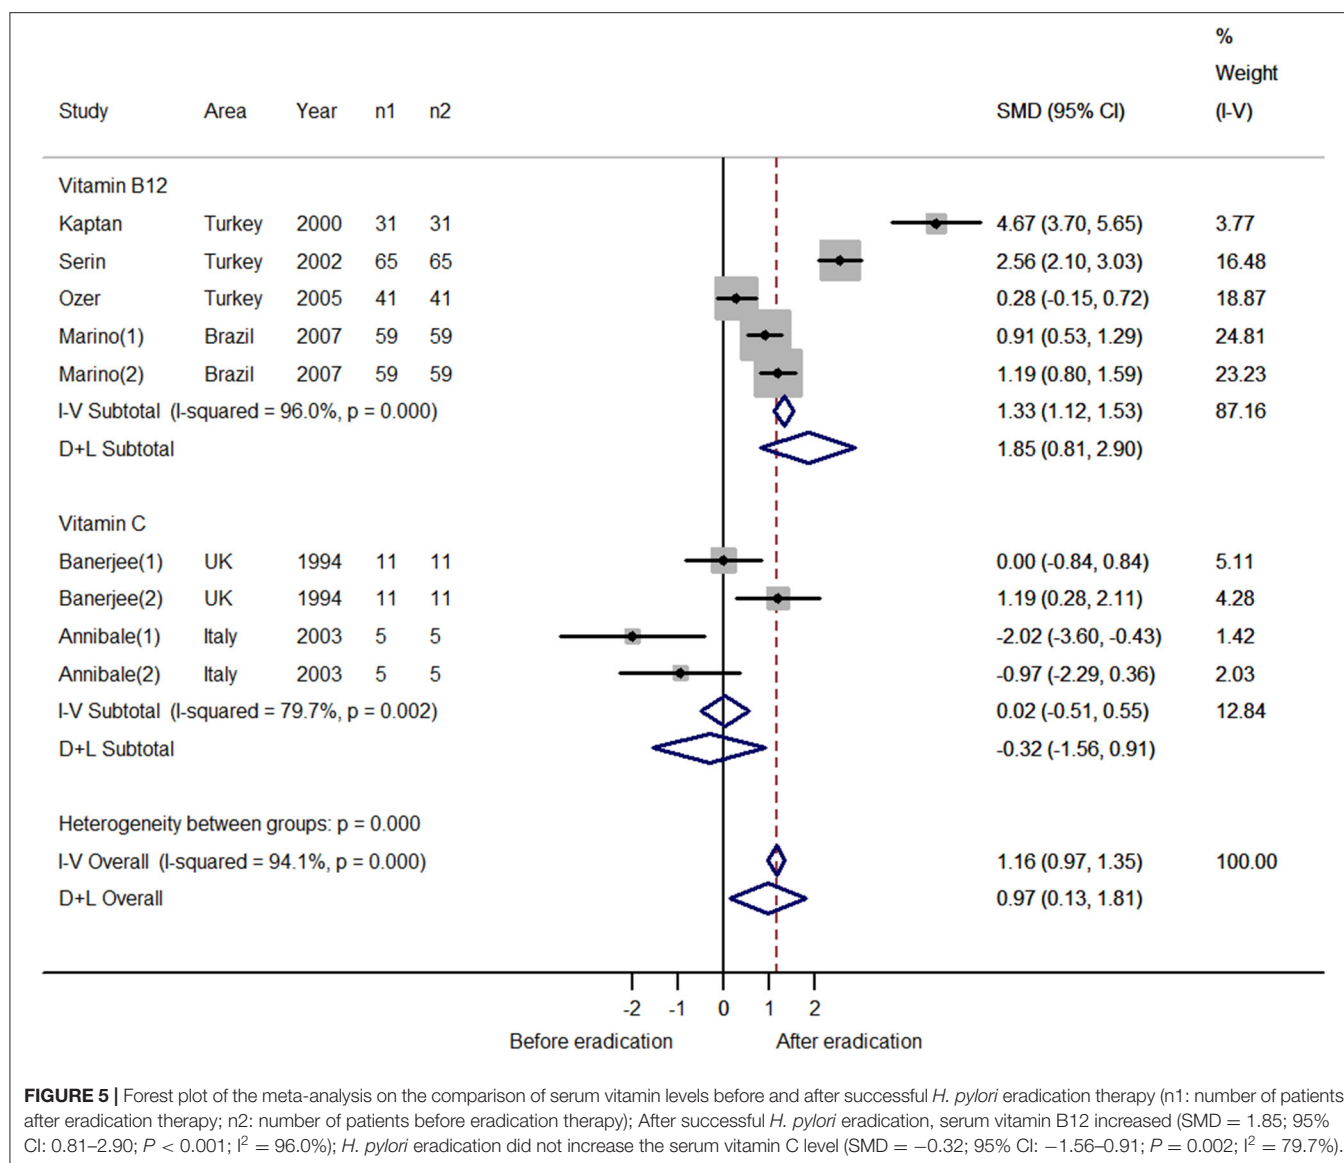 %
Weight
Study Area Year n1 n2 SMD (95% CI) (I-V)
Vitamin B12
Kaptan Turkey 2000 31 31 4.67 (3.70, 5.65) 3.77
Serin Turkey 2002 65 65 2.56 (2.10, 3.03) 16.48
Ozer Turkey 2005 41 41 0.28 (-0.15, 0.72) 18.87
Marino(1) Brazil 2007 59 59 0.91 (0.53, 1.29) 24.81
Marino(2) Brazil 2007 59 59 1.19 (0.80, 1.59) 23.23
I-V Subtotal (I-squared = 96.0%, p = 0.000) 1.33 (1.12, 1.53) 87.16
D+L Subtotal 1.85 (0.81, 2.90)
Vitamin C
Banerjee(1) UK 1994 11 11 0.00 (-0.84, 0.84) 5.11
Banerjee(2) UK 1994 11 11 1.19 (0.28, 2.11) 4.28
Annibale(1) Italy 2003 5 5 -2.02 (-3.60, -0.43) 1.42
Annibale(2) Italy 2003 5 5 -0.97 (-2.29, 0.36) 2.03
I-V Subtotal (I-squared = 79.7%, p = 0.002) 0.02 (-0.51, 0.55) 12.84
D+L Subtotal -0.32 (-1.56, 0.91)
Heterogeneity between groups: p = 0.000
I-V Overall (I-squared = 94.1%, p = 0.000) 1.16 (0.97, 1.35) 100.00
D+L Overall 0.97 (0.13, 1.81)
-2 -1 0 1 2
Before eradication After eradication
FIGURE 5 | Forest plot of the meta-analysis on the comparison of serum vitamin levels before and after successful H. pylori eradication therapy (n1: number of patients
after eradication therapy; n2: number of patients before eradication therapy); After successful H. pylori eradication, serum vitamin B12 increased (SMD = 1.85; 95%
CI: 0.81–2.90; P < 0.001; I² = 96.0%); H. pylori eradication did not increase the serum vitamin C level (SMD = −0.32; 95% CI: −1.56–0.91; P = 0.002; I² = 79.7%).